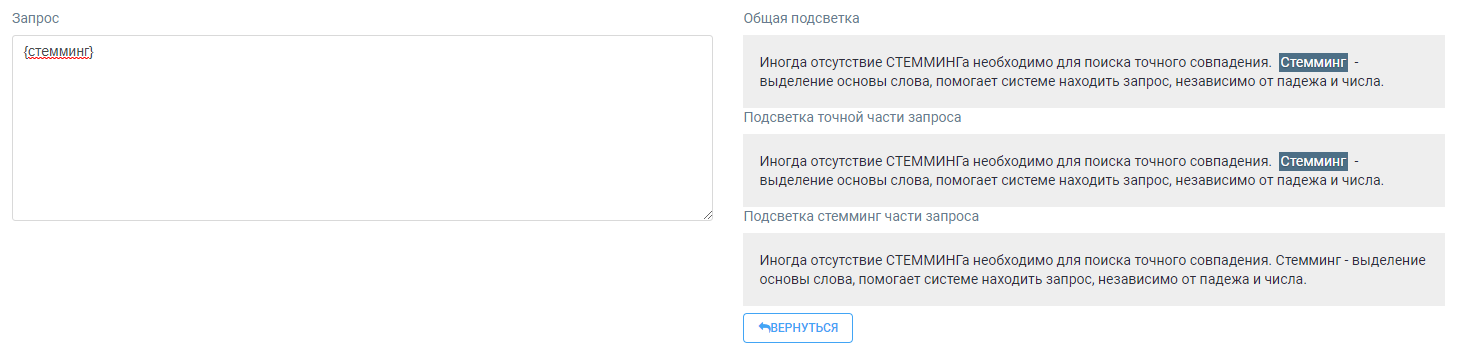 Запрос
{стемминг}
Общая подсветка
Иногда отсутствие СТЕММИНГа необходимо для поиска точного совпадения. Стемминг -
выделение основы слова, помогает системе находить запрос, независимо от падежа и числа.
Подсветка точной части запроса
Иногда отсутствие СТЕММИНГа необходимо для поиска точного совпадения. Стемминг -
выделение основы слова, помогает системе находить запрос, независимо от падежа и числа.
Подсветка стемминг части запроса
Иногда отсутствие СТЕММИНГа необходимо для поиска точного совпадения. Стемминг - выделение
основы слова, помогает системе находить запрос, независимо от падежа и числа.
ВЕРНУТЬСЯ